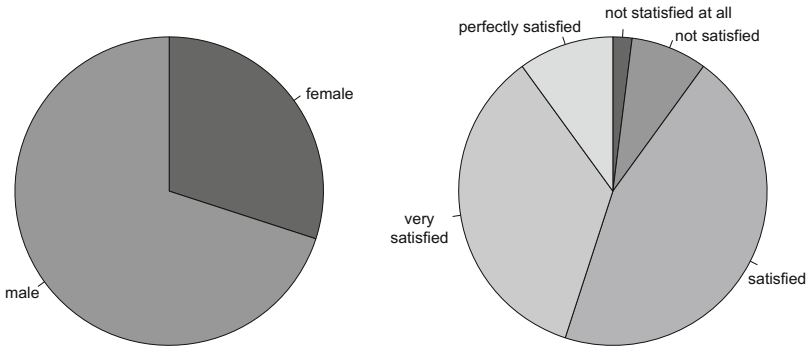 female
male
perfectly satisfied
not statisfied at all
not satisfied
very
satisfied
satisfied